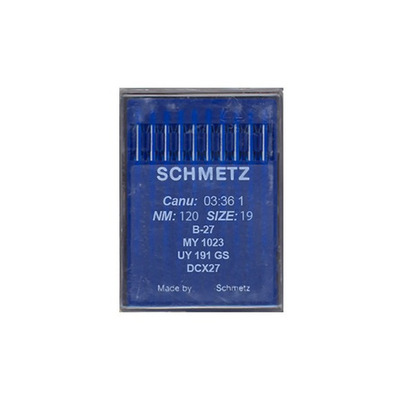 SCHMETZ
Canu: 03:36 1
NM: 120 SIZE: 19
B-27
MY 1023
UY 191 GS
DCX27
Made by Schmetz